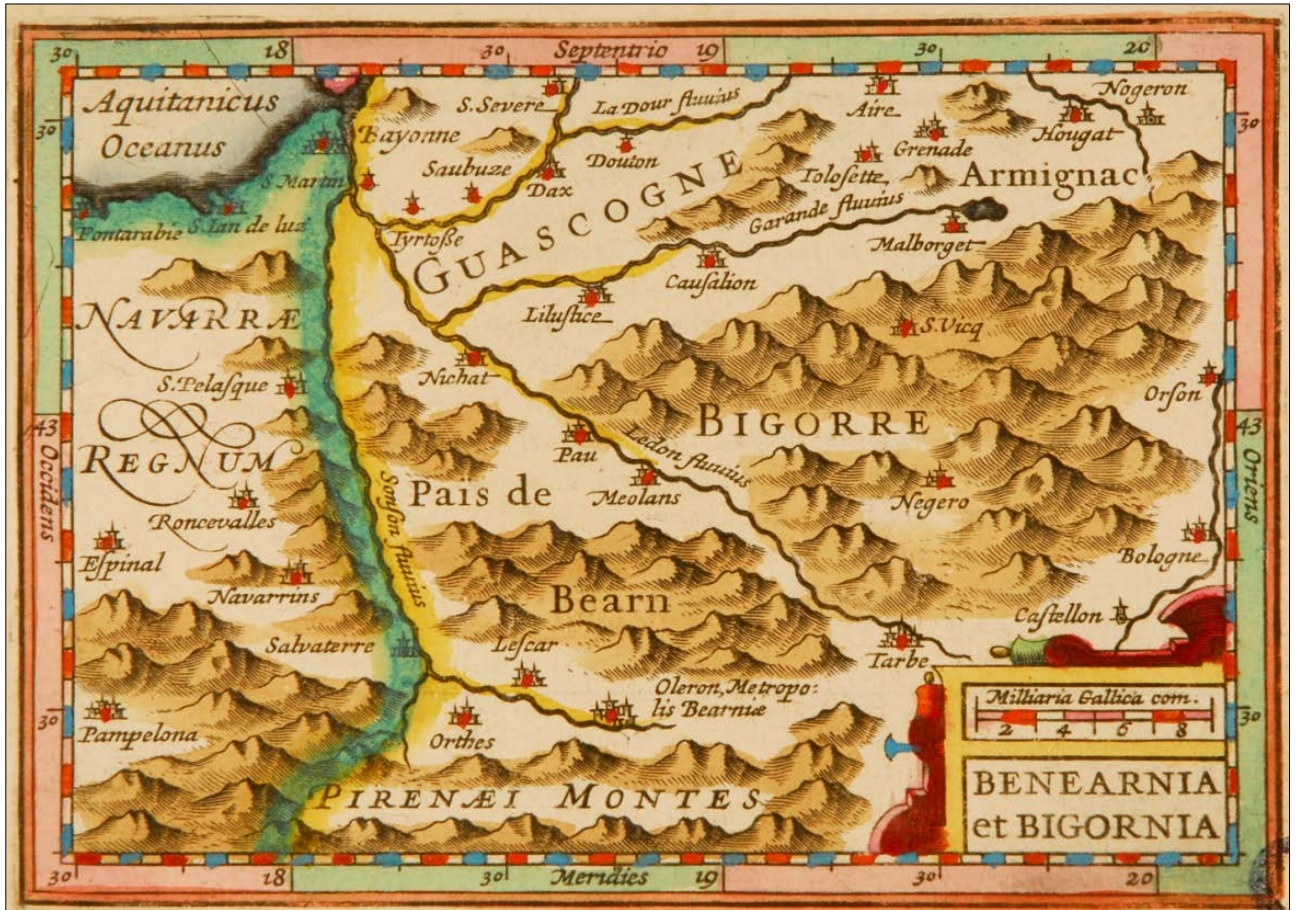 30 18 30 Septentrio 19 30 20
Aquitanicus
Oceanus
30
Bayonne
S. Severe
La Dour fluuius
Aire
Nogeron
Hougat
30
Grenade
Saubuze
Douton
Dax
Tolosette
Armignac
S. Martin
Fontarabie
S. Ian de luz
Tyrtoſse
GUASCOGNE
Garande fluuius
Malborget
Cauſalion
Liluſtice
NAVARRÆ
REGNUM
S. Vicq
Nichat
S. Pelaſque
Orſon
BIGORRE
43
Occidens
43
Oriens
Pau
Ledon fluuius
Pais de
Bearn
Meolans
Negero
Roncevalles
Sonſon fluuius
Eſpinal
Bologne
Navarrins
Caſtellon
Salvaterre
Leſcar
Tarbe
Oleron, Metropo:
lis Bearniæ
30
Pampelona
Orthes
Milliaria Gallica com.
2 4 6 8
30
PIRENÆI MONTES
BENEARNIA
et BIGORNIA
30 18 30 Meridies 19 30 20